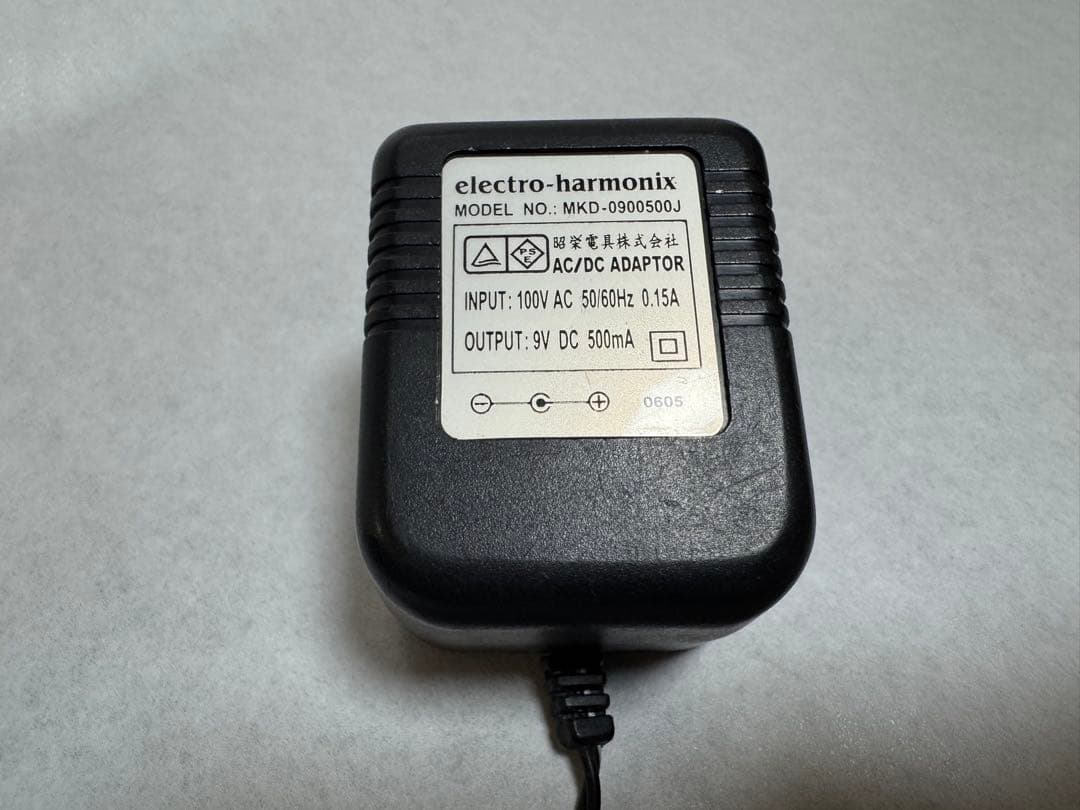 electro-harmonix
MODEL NO.: MKD-0900500J
PS
E
昭栄電具株式会社
AC/DC ADAPTOR
INPUT: 100V AC 50/60Hz 0.15A
OUTPUT: 9V DC 500mA
0605